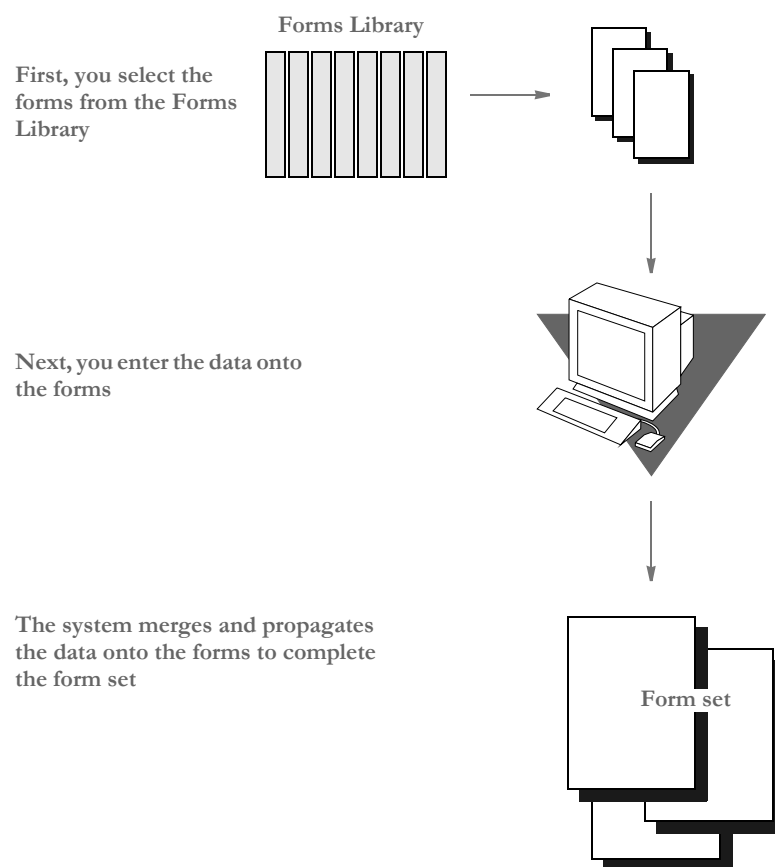 Forms Library
First, you select the
forms from the Forms
Library
Next, you enter the data onto
the forms
The system merges and propagates
the data onto the forms to complete
the form set
Form set